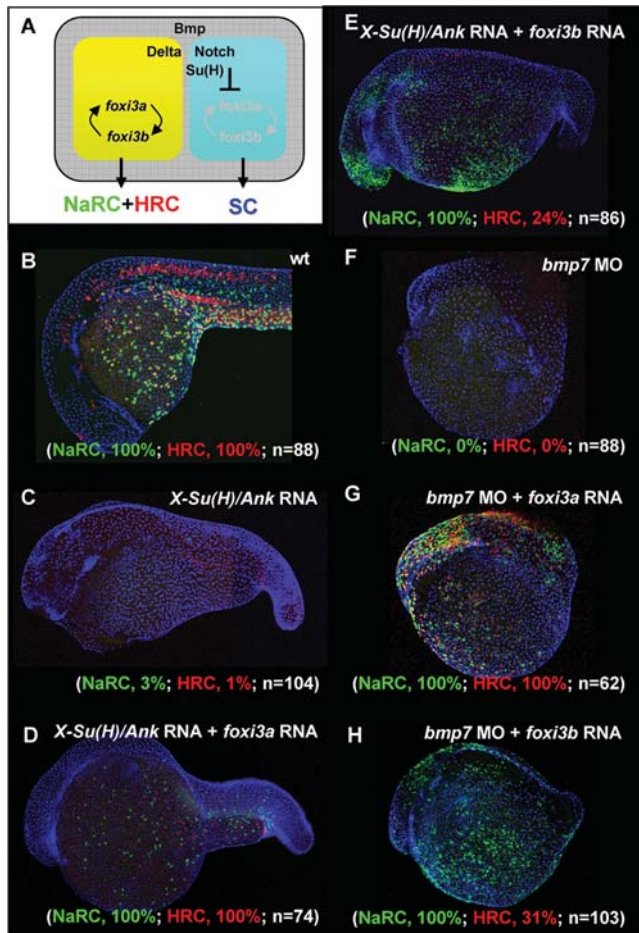 A
Bmp
Delta Notch
Su(H)
foxi3a foxi3a
foxi3b foxi3b
NaRC+HRC SC
B wt
(NaRC, 100%; HRC, 100%; n=88)
C X-Su(H)/Ank RNA
(NaRC, 3%; HRC, 1%; n=104)
D X-Su(H)/Ank RNA + foxi3a RNA
(NaRC, 100%; HRC, 100%; n=74)
E X-Su(H)/Ank RNA + foxi3b RNA
(NaRC, 100%; HRC, 24%; n=86)
F bmp7 MO
(NaRC, 0%; HRC, 0%; n=88)
G bmp7 MO + foxi3a RNA
(NaRC, 100%; HRC, 100%; n=62)
H bmp7 MO + foxi3b RNA
(NaRC, 100%; HRC, 31%; n=103)